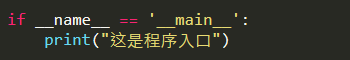 if __name__ == '__main__':
    print("这是程序入口")